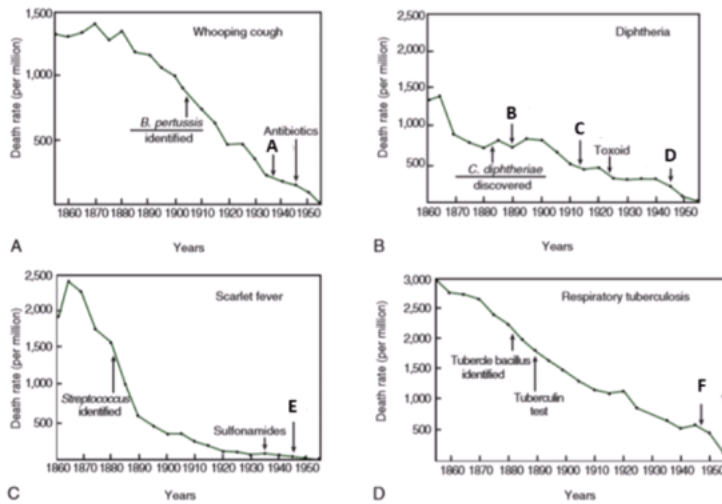 1,500
Whooping cough
1,000
Death rate (per million)
B. pertussis
identified
Antibiotics
A
500
1860 1870 1880 1890 1900 1910 1920 1930 1940 1950
A
Years
2,500
Diphtheria
2,000
Death rate (per million)
1,500
1,000
B
C
Toxoid
D
500
C. diphtheriae
discovered
1860 1870 1880 1890 1900 1910 1920 1930 1940 1950
B
Years
2,500
Scarlet fever
2,000
Death rate (per million)
1,500
1,000
Streptococcus
identified
E
Sulfonamides
500
1860 1870 1880 1890 1900 1910 1920 1930 1940 1950
C
Years
3,000
Respiratory tuberculosis
2,500
2,000
Death rate (per million)
Tubercle bacillus
identified
1,500
Tuberculin
test
1,000
F
500
1860 1870 1880 1890 1900 1910 1920 1930 1940 1950
D
Years